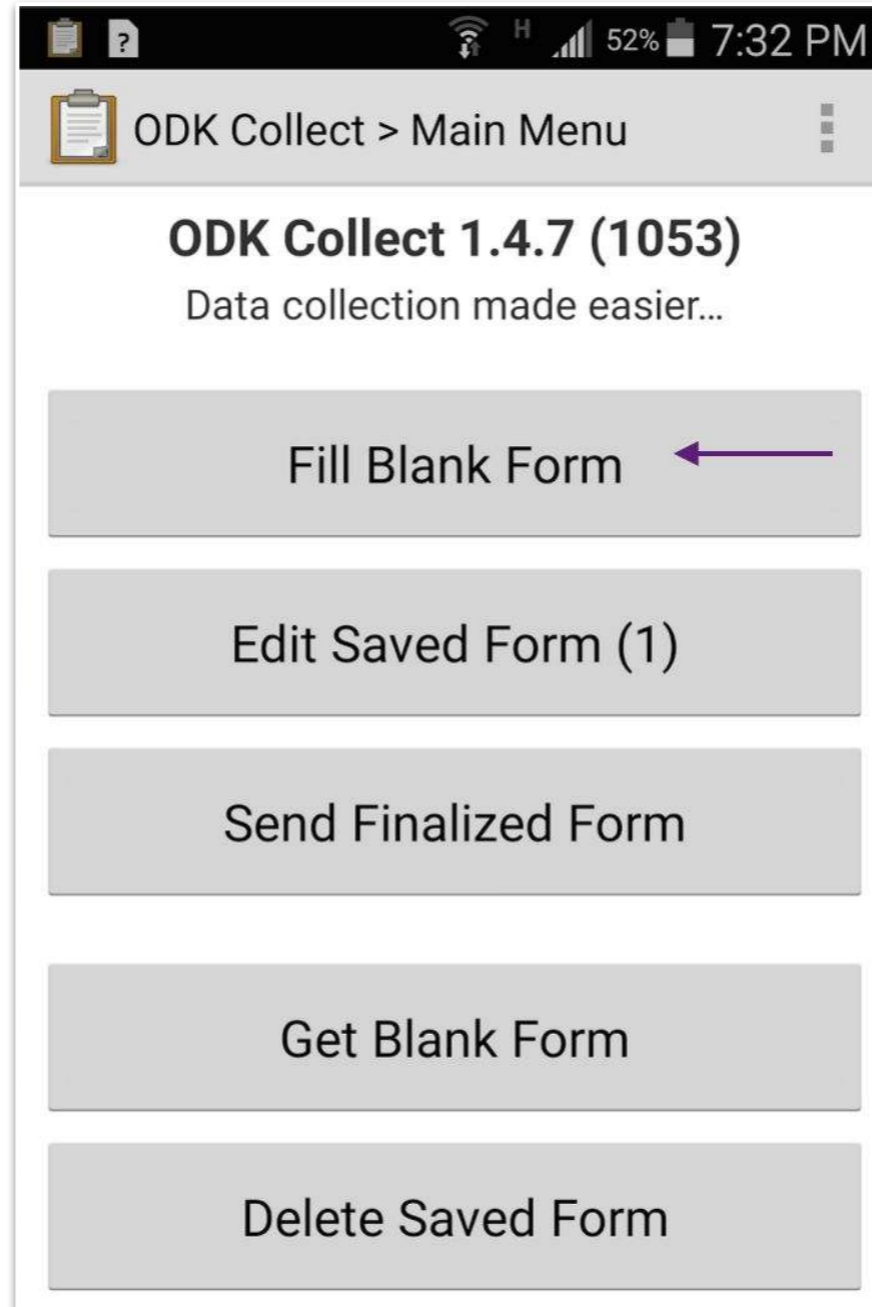 ?
H 52% 7:32 PM
ODK Collect > Main Menu
ODK Collect 1.4.7 (1053)
Data collection made easier...
Fill Blank Form
Edit Saved Form (1)
Send Finalized Form
Get Blank Form
Delete Saved Form